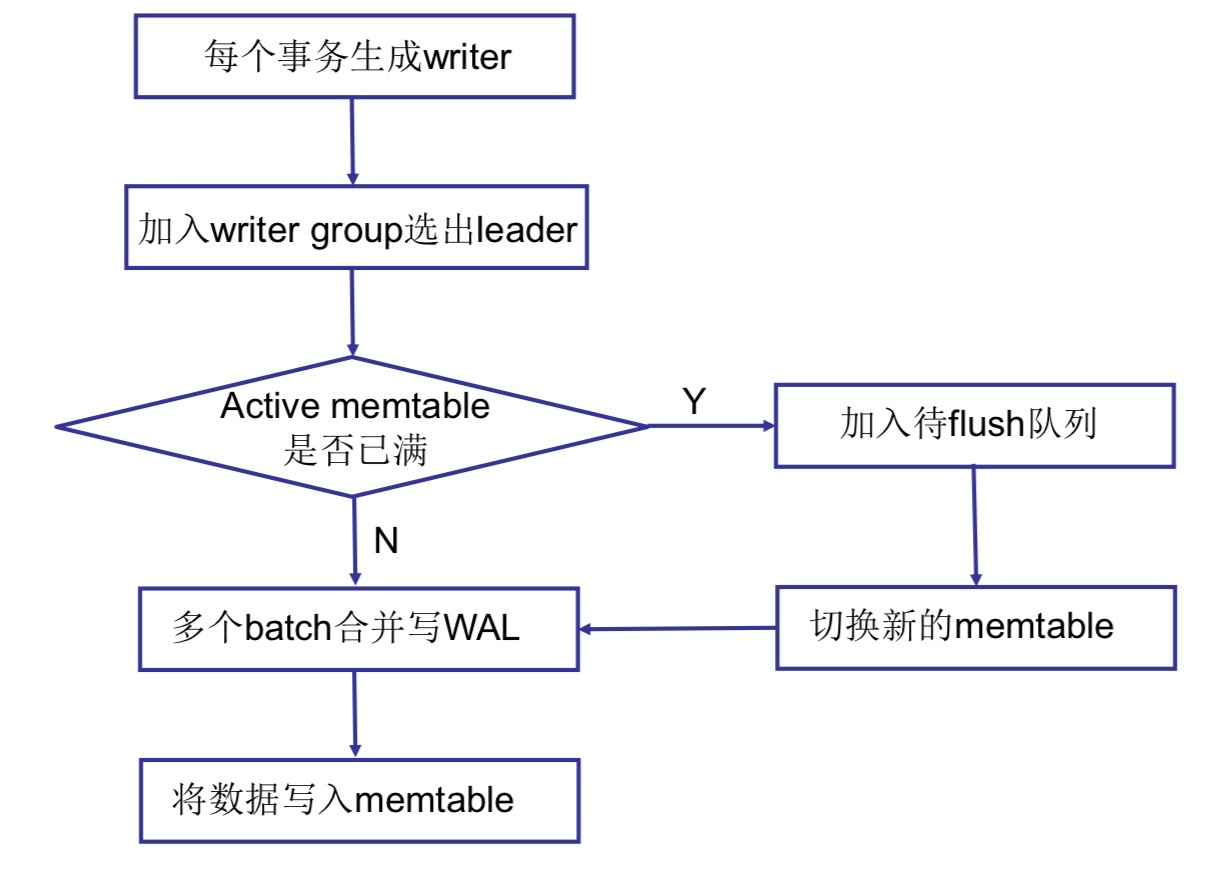 每个事务生成writer
加入writer group选出leader
Active memtable
是否已满
Y
加入待flush队列
N
多个batch合并写WAL
切换新的memtable
将数据写入memtable